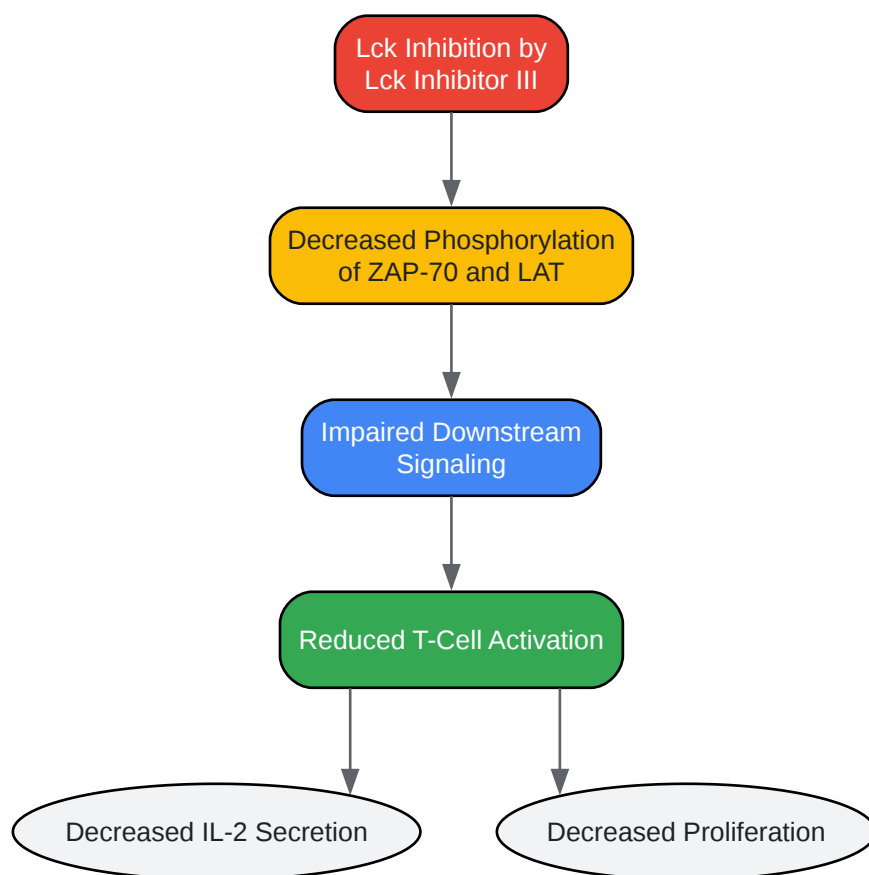 Lck Inhibition by
Lck Inhibitor III
Decreased Phosphorylation
of ZAP-70 and LAT
Impaired Downstream
Signaling
Reduced T-Cell Activation
Decreased IL-2 Secretion
Decreased Proliferation